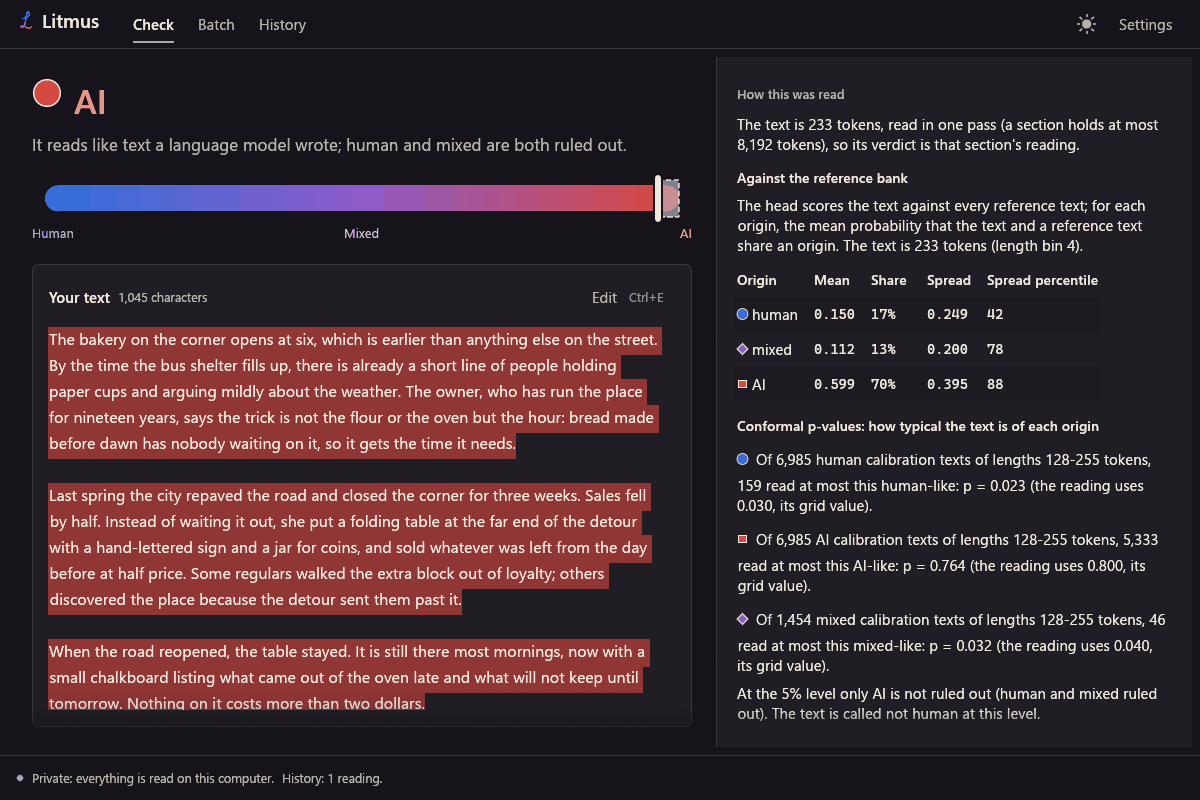 Litmus
Check
Batch
History
Settings
AI
It reads like text a language model wrote; human and mixed are both ruled out.
Human
Mixed
AI
Your text 1,045 characters
Edit Ctrl+E
The bakery on the corner opens at six, which is earlier than anything else on the street.
By the time the bus shelter fills up, there is already a short line of people holding
paper cups and arguing mildly about the weather. The owner, who has run the place
for nineteen years, says the trick is not the flour or the oven but the hour: bread made
before dawn has nobody waiting on it, so it gets the time it needs.
Last spring the city repaved the road and closed the corner for three weeks. Sales fell
by half. Instead of waiting it out, she put a folding table at the far end of the detour
with a hand-lettered sign and a jar for coins, and sold whatever was left from the day
before at half price. Some regulars walked the extra block out of loyalty; others
discovered the place because the detour sent them past it.
When the road reopened, the table stayed. It is still there most mornings, now with a
small chalkboard listing what came out of the oven late and what will not keep until
tomorrow. Nothing on it costs more than two dollars.
How this was read
The text is 233 tokens, read in one pass (a section holds at most
8,192 tokens), so its verdict is that section's reading.
Against the reference bank
The head scores the text against every reference text; for each
origin, the mean probability that the text and a reference text
share an origin. The text is 233 tokens (length bin 4).
Origin Mean Share Spread Spread percentile
human 0.150 17% 0.249 42
mixed 0.112 13% 0.200 78
AI 0.599 70% 0.395 88
Conformal p-values: how typical the text is of each origin
Of 6,985 human calibration texts of lengths 128-255 tokens,
159 read at most this human-like: p = 0.023 (the reading uses
0.030, its grid value).
Of 6,985 AI calibration texts of lengths 128-255 tokens, 5,333
read at most this AI-like: p = 0.764 (the reading uses 0.800, its
grid value).
Of 1,454 mixed calibration texts of lengths 128-255 tokens, 46
read at most this mixed-like: p = 0.032 (the reading uses 0.040,
its grid value).
At the 5% level only AI is not ruled out (human and mixed ruled
out). The text is called not human at this level.
Private: everything is read on this computer. History: 1 reading.